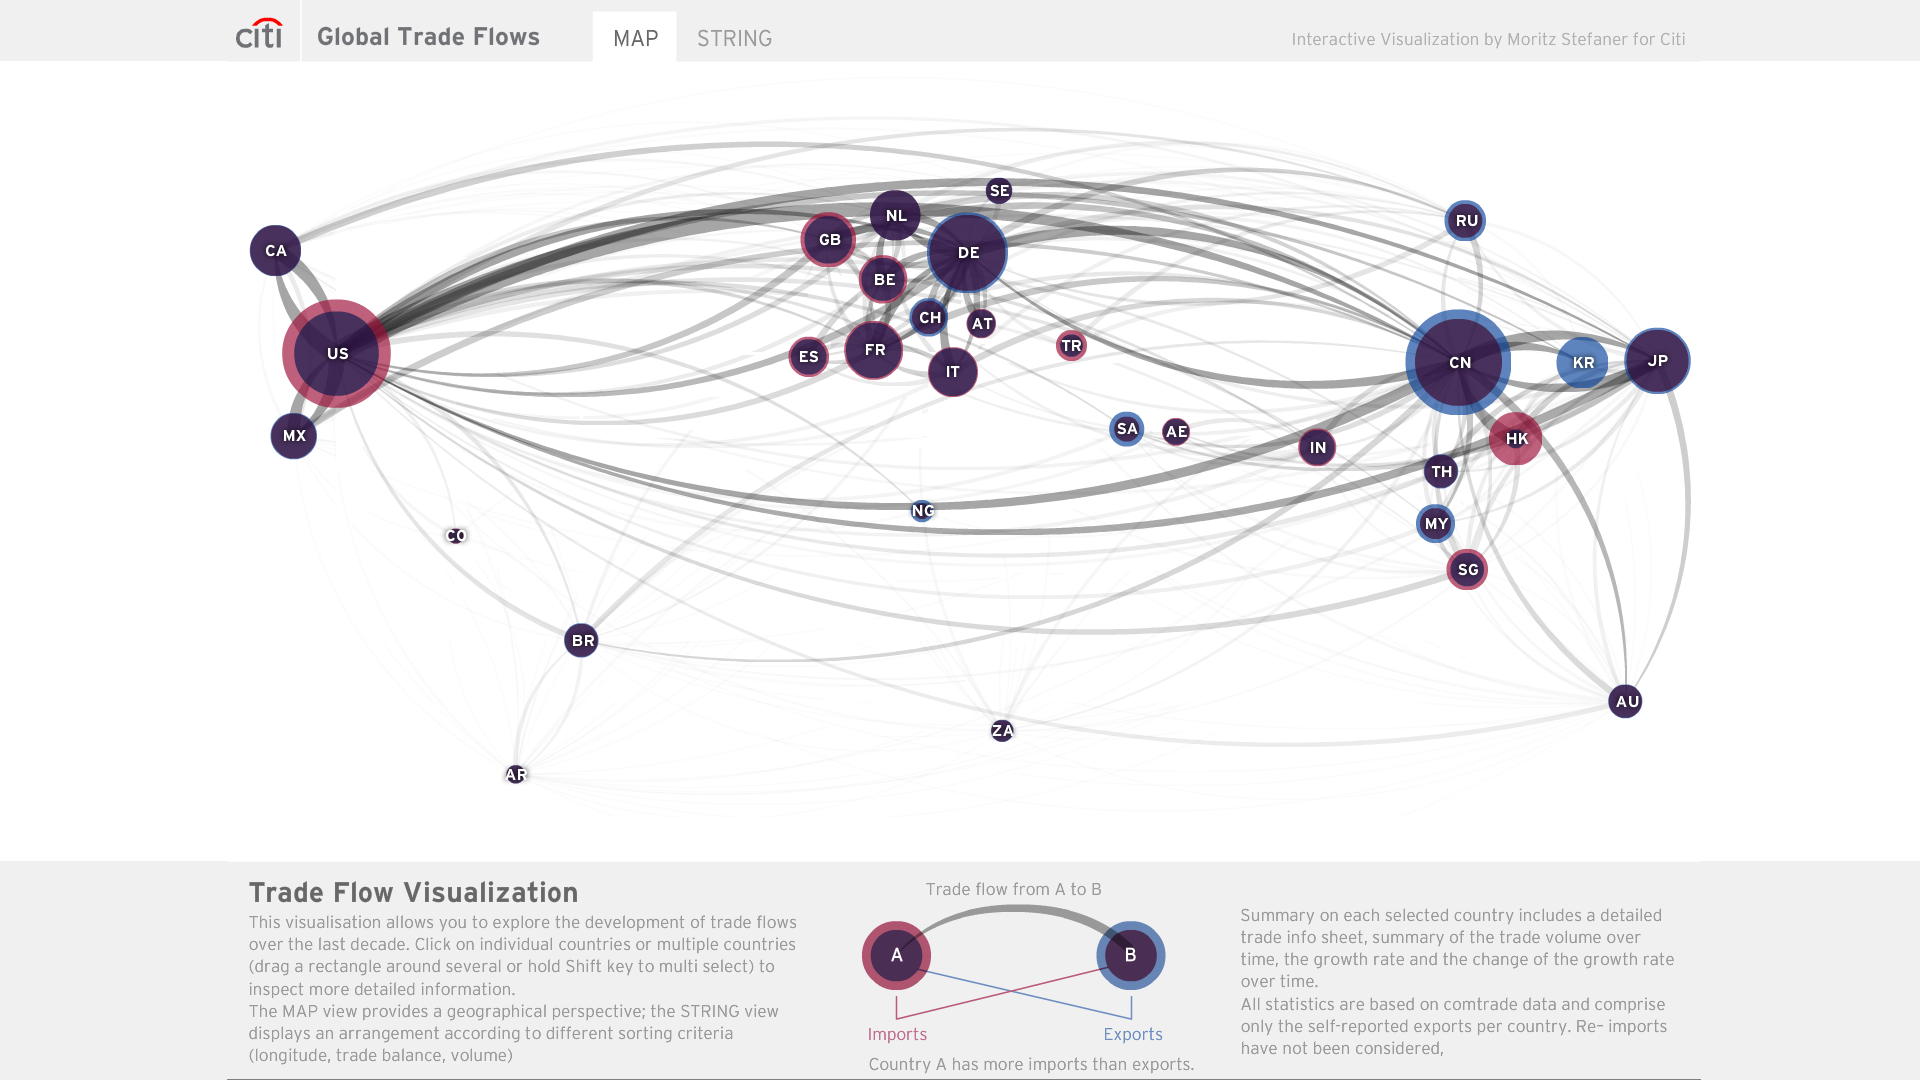 citi
Global Trade Flows
MAP
STRING
Interactive Visualization by Moritz Stefaner for Citi
SE
NL
RU
GB
CA
DE
BE
CH
AT
TR
FR
US
ES
IT
CN
KR
JP
SA
AE
MX
HK
IN
TH
NG
MY
CO
SG
BR
AU
ZA
AR
Trade Flow Visualization
This visualisation allows you to explore the development of trade flows
over the last decade. Click on individual countries or multiple countries
(drag a rectangle around several or hold Shift key to multi select) to
inspect more detailed information.
The MAP view provides a geographical perspective; the STRING view
displays an arrangement according to different sorting criteria
(longitude, trade balance, volume)
Trade flow from A to B
A
B
Imports
Exports
Country A has more imports than exports.
Summary on each selected country includes a detailed
trade info sheet, summary of the trade volume over
time, the growth rate and the change of the growth rate
over time.
All statistics are based on comtrade data and comprise
only the self-reported exports per country. Re- imports
have not been considered,